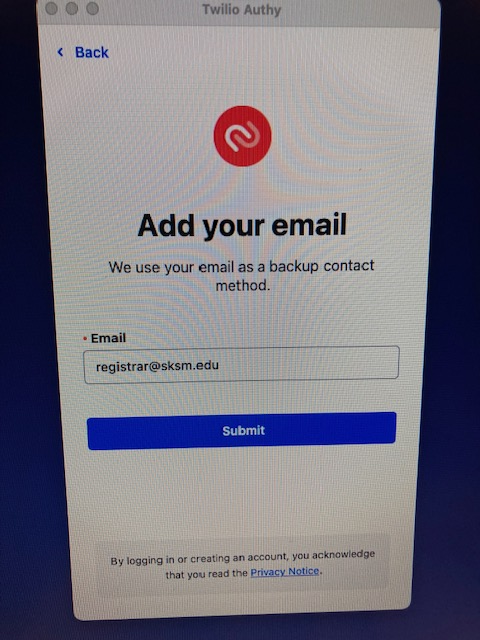 Twilio Authy
< Back
Add your email
We use your email as a backup contact
method.
* Email
registrar@sksm.edu
Submit
By logging in or creating an account, you acknowledge
that you read the Privacy Notice.